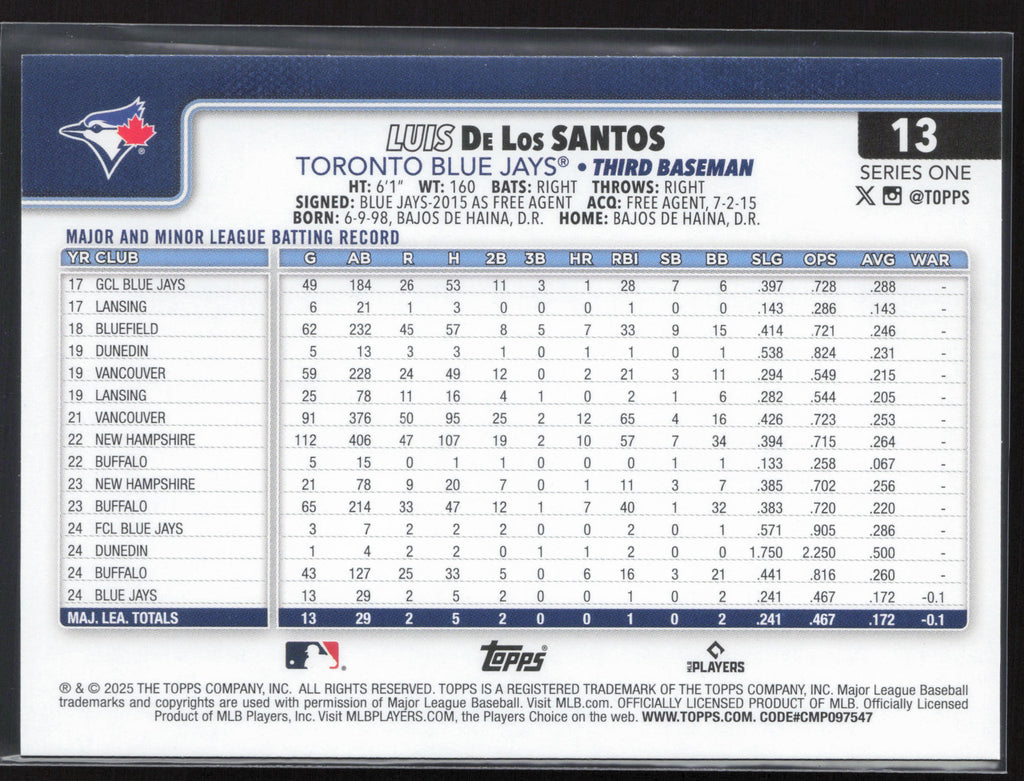 13
LUIS DE LOS SANTOS
SERIES ONE
TORONTO BLUE JAYS® • THIRD BASEMAN
@TOPPS
HT: 6'1" WT: 160 BATS: RIGHT THROWS: RIGHT
SIGNED: BLUE JAYS-2015 AS FREE AGENT ACQ: FREE AGENT, 7-2-15
BORN: 6-9-98, BAJOS DE HAINA, D.R. HOME: BAJOS DE HAINA, D.R.
MAJOR AND MINOR LEAGUE BATTING RECORD
YR CLUB G AB R H 2B 3B HR RBI SB BB SLG OPS AVG WAR
17 GCL BLUE JAYS 49 184 26 53 11 3 1 28 7 6 .397 .728 .288 -
17 LANSING 6 21 1 3 0 0 0 1 0 0 .143 .286 .143 -
18 BLUEFIELD 62 232 45 57 8 5 7 33 9 15 .414 .721 .246 -
19 DUNEDIN 5 13 3 3 1 0 1 1 0 1 .538 .824 .231 -
19 VANCOUVER 59 228 24 49 12 0 2 21 3 11 .294 .549 .215 -
19 LANSING 25 78 11 16 4 1 0 2 1 6 .282 .544 .205 -
21 VANCOUVER 91 376 50 95 25 2 12 65 4 16 .426 .723 .253 -
22 NEW HAMPSHIRE 112 406 47 107 19 2 10 57 7 34 .394 .715 .264 -
22 BUFFALO 5 15 0 1 1 0 0 0 1 1 .133 .258 .067 -
23 NEW HAMPSHIRE 21 78 9 20 7 0 1 11 3 7 .385 .702 .256 -
23 BUFFALO 65 214 33 47 12 1 7 40 1 32 .383 .720 .220 -
24 FCL BLUE JAYS 3 7 2 2 2 0 0 2 0 1 .571 .905 .286 -
24 DUNEDIN 1 4 2 2 0 1 1 2 0 0 1.750 2.250 .500 -
24 BUFFALO 43 127 25 33 5 0 6 16 3 21 .441 .816 .260 -
24 BLUE JAYS 13 29 2 5 2 0 0 1 0 2 .241 .467 .172 -0.1
MAJ. LEA. TOTALS 13 29 2 5 2 0 0 1 0 2 .241 .467 .172 -0.1
TOPPS®
MLB PLAYERS
® & © 2025 THE TOPPS COMPANY, INC. ALL RIGHTS RESERVED. TOPPS IS A REGISTERED TRADEMARK OF THE TOPPS COMPANY, INC. Major League Baseball
trademarks and copyrights are used with permission of Major League Baseball. Visit MLB.com. OFFICIALLY LICENSED PRODUCT OF MLB. Officially Licensed
Product of MLB Players, Inc. Visit MLBPLAYERS.COM, the Players Choice on the web. WWW.TOPPS.COM. CODE#CMP097547